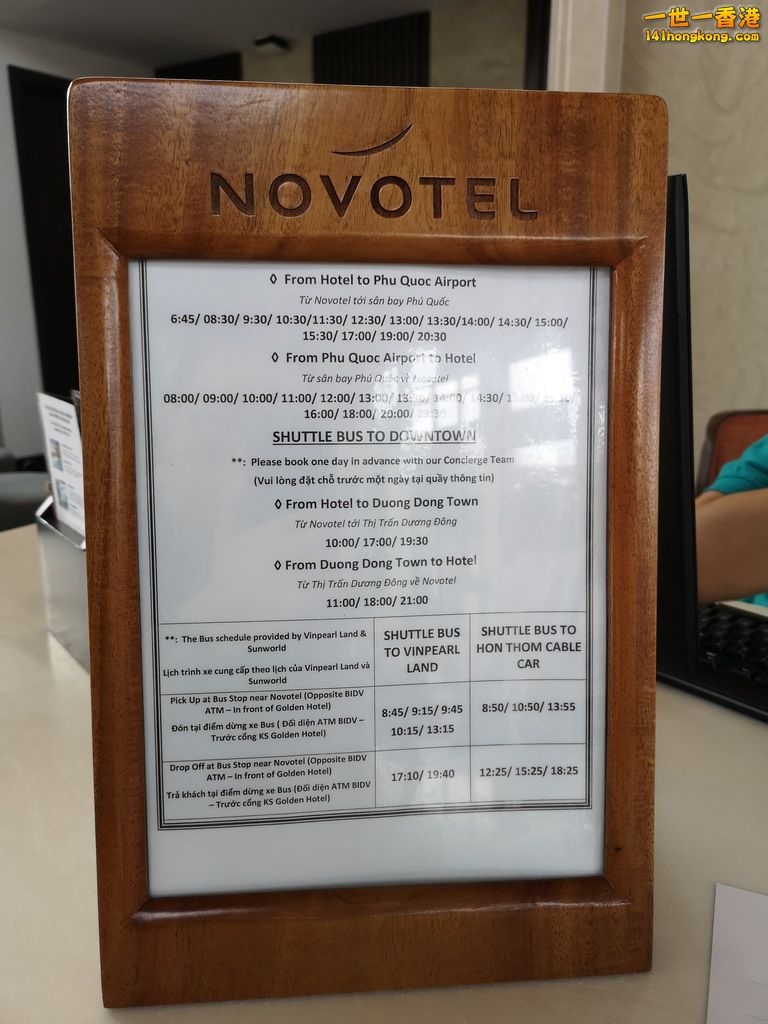 一世一香港
141hongkong.com
NOVOTEL
◊ From Hotel to Phu Quoc Airport
Từ Novotel tới sân bay Phú Quốc
6:45/ 08:30/ 9:30/ 10:30/11:30/ 12:30/ 13:00/ 13:30/14:00/ 14:30/ 15:00/
15:30/ 17:00/ 19:00/ 20:30
◊ From Phu Quoc Airport to Hotel
Từ sân bay Phú Quốc về Novotel
08:00/ 09:00/ 10:00/ 11:00/ 12:00/ 13:00/ 13:30/ 14:00/ 14:30/
16:00/ 18:00/ 20:00/
SHUTTLE BUS TO DOWNTOWN
**: Please book one day in advance with our Concierge Team
(Vui lòng đặt chỗ trước một ngày tại quầy thông tin)
◊ From Hotel to Duong Dong Town
Từ Novotel tới Thị Trấn Dương Đông
10:00/ 17:00/ 19:30
◊ From Duong Dong Town to Hotel
Từ Thị Trấn Dương Đông về Novotel
11:00/ 18:00/ 21:00
**: The Bus schedule provided by Vinpearl Land &
Sunworld
Lịch trình xe cung cấp theo lịch của Vinpearl Land và
Sunworld
SHUTTLE BUS
TO VINPEARL
LAND
SHUTTLE BUS TO
HON THOM CABLE
CAR
Pick Up at Bus Stop near Novotel (Opposite BIDV
ATM – In front of Golden Hotel)
Đón tại điểm dừng xe Bus ( Đối diện ATM BIDV –
Trước cổng KS Golden Hotel)
8:45/ 9:15/ 9:45
10:15/ 13:15
8:50/ 10:50/ 13:55
Drop Off at Bus Stop near Novotel (Opposite BIDV
ATM – In front of Golden Hotel)
Trả khách tại điểm dừng xe Bus (Đối diện ATM BIDV
– Trước cổng KS Golden Hotel)
17:10/ 19:40
12:25/ 15:25/ 18:25